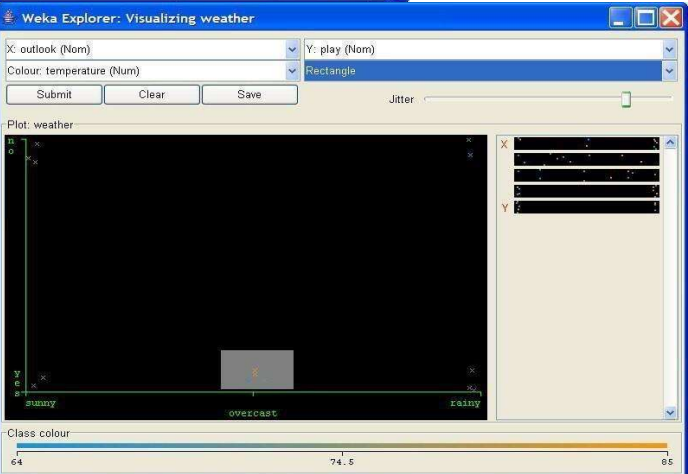 Weka Explorer: Visualizing weather
X: outlook (Nom) Y: play (Nom)
Colour: temperature (Num) Rectangle
Submit Clear Save Jitter
Plot: weather
no
X
Y
yes
sunny overcast rainy
Class colour
64 74.5 85